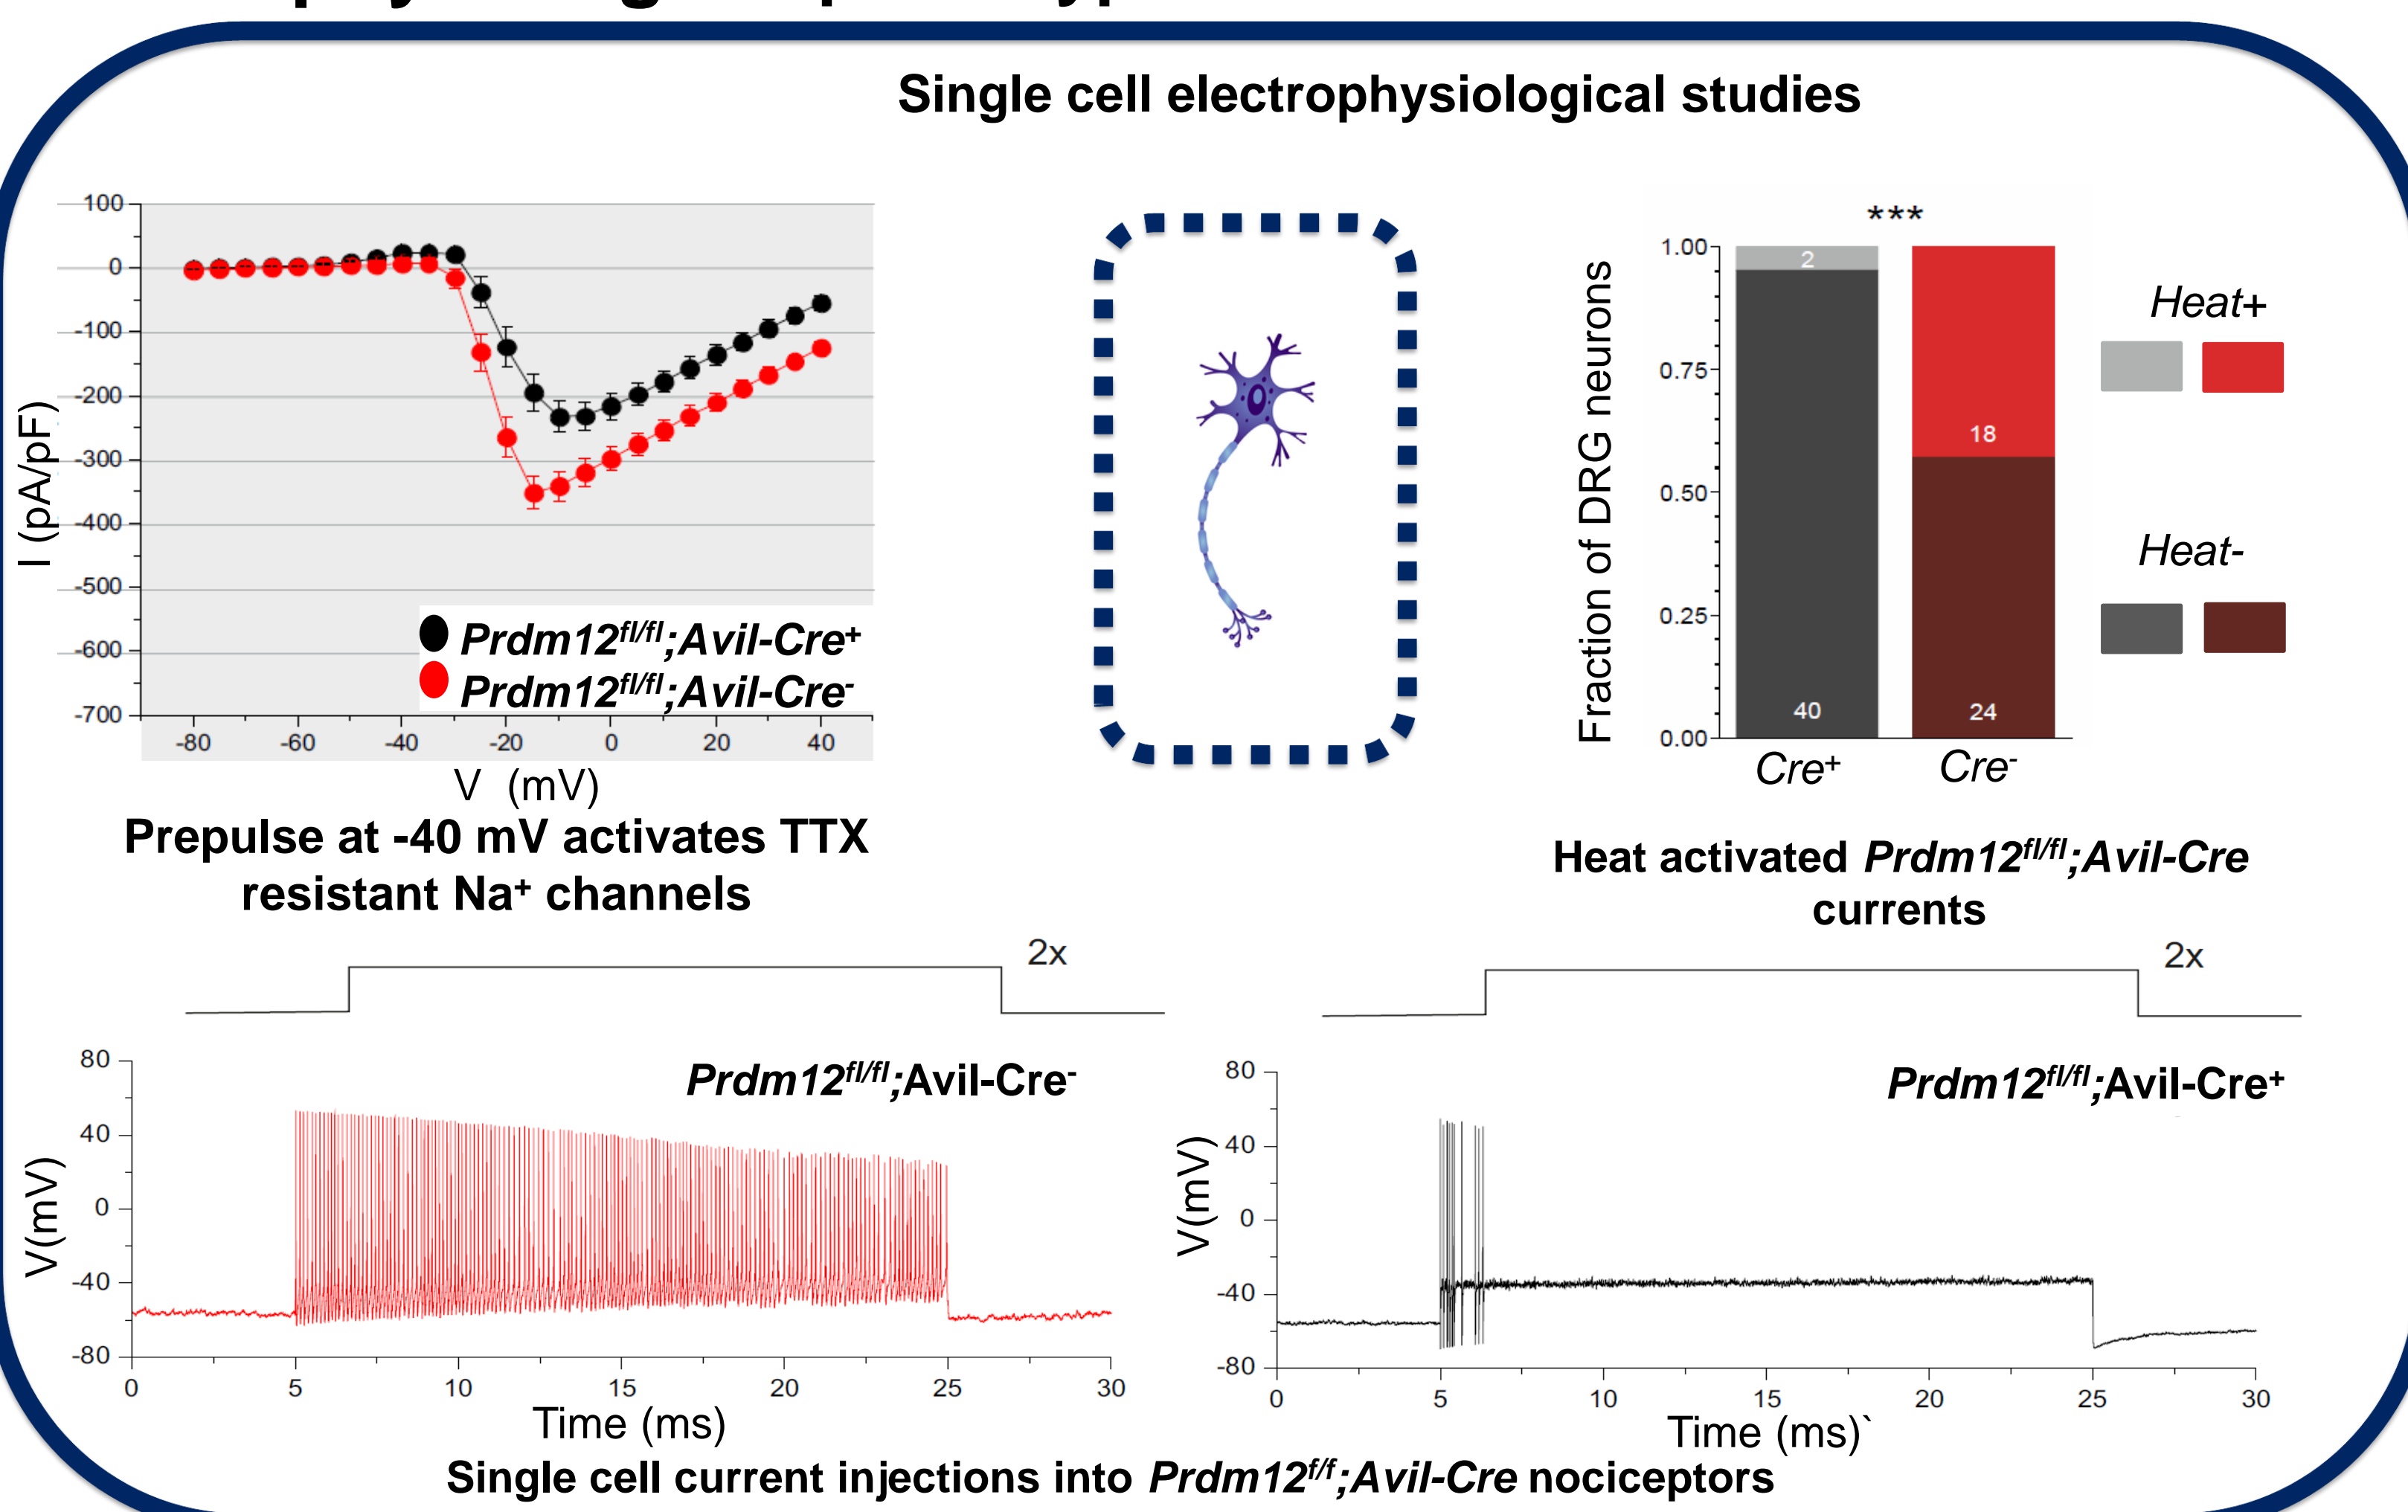 Single cell electrophysiological studies
100
0
-100
-200
-300
-400
-500
-600
-700
I (pA/pF)
-80 -60 -40 -20 0 20 40
V (mV)
Prdm12fl/fl;Avil-Cre+
Prdm12fl/fl;Avil-Cre-
Prepulse at -40 mV activates TTX
resistant Na+ channels
***
1.00
0.75
0.50
0.25
0.00
Fraction of DRG neurons
2
40
18
24
Cre+ Cre-
Heat+
Heat-
Heat activated Prdm12fl/fl;Avil-Cre
currents
2x
Prdm12fl/fl;Avil-Cre-
80
40
0
-40
-80
V(mV)
0 5 10 15 20 25 30
Time (ms)
2x
Prdm12fl/fl;Avil-Cre+
80
40
0
-40
-80
V(mV)
0 5 10 15 20 25 30
Time (ms)`
Single cell current injections into Prdm12f/f;Avil-Cre nociceptors